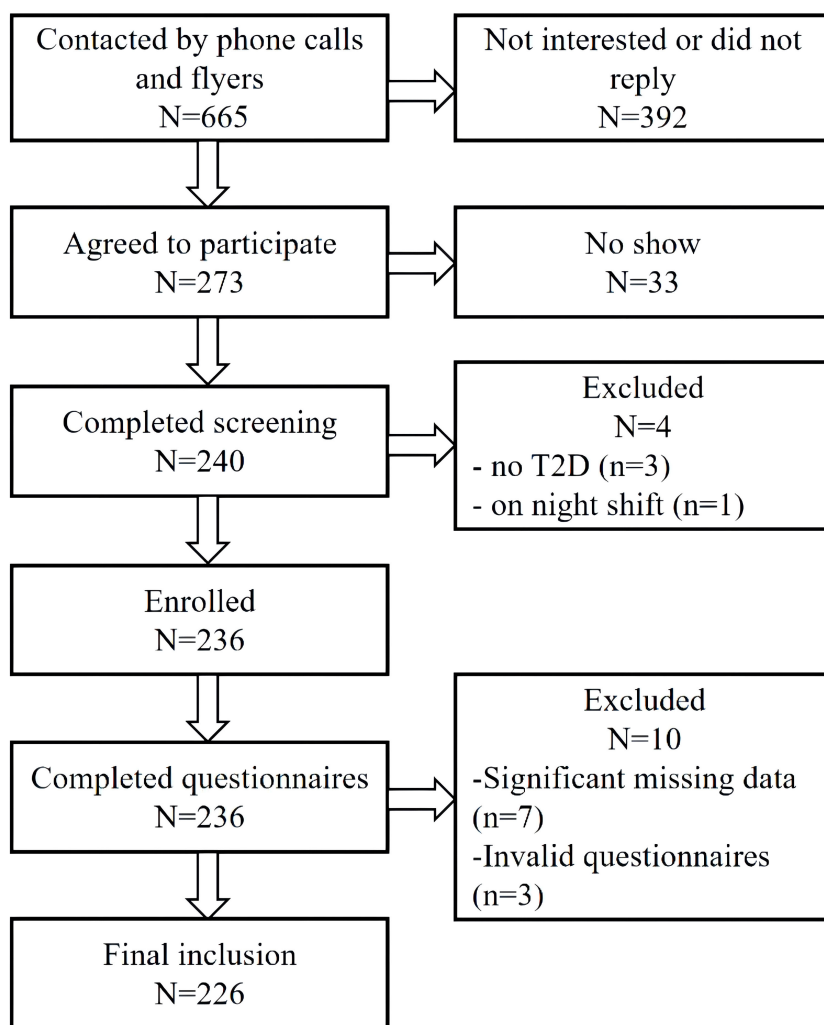 Contacted by phone calls
and flyers
N=665
Not interested or did not
reply
N=392
Agreed to participate
N=273
No show
N=33
Completed screening
N=240
Excluded
N=4
- no T2D (n=3)
- on night shift (n=1)
Enrolled
N=236
Completed questionnaires
N=236
Excluded
N=10
-Significant missing data
(n=7)
-Invalid questionnaires
(n=3)
Final inclusion
N=226